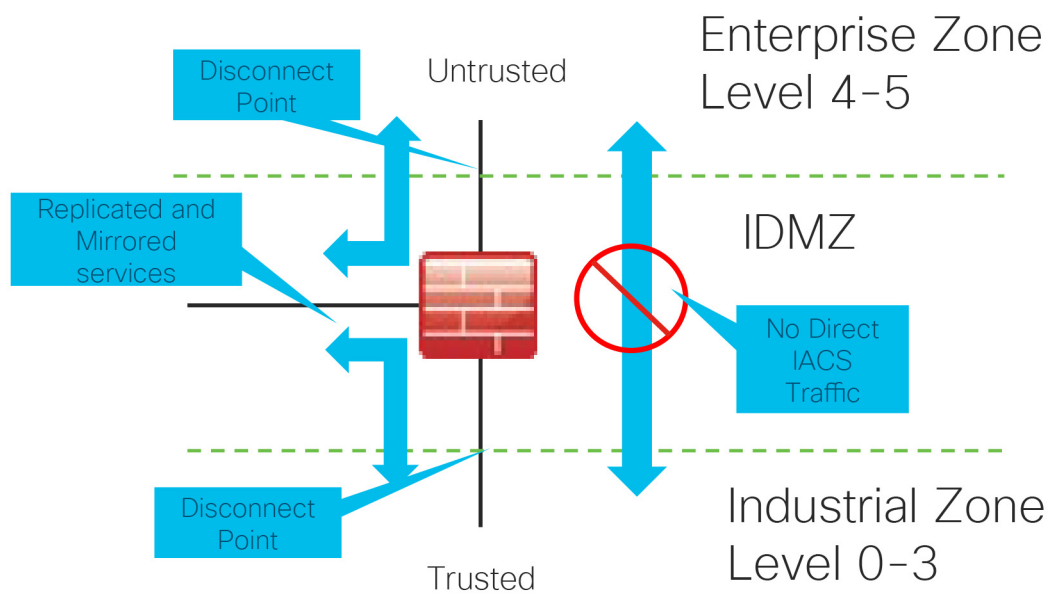 Enterprise Zone
Level 4-5
Disconnect
Point
Untrusted
Replicated and
Mirrored
services
IDMZ
No Direct
IACS
Traffic
Disconnect
Point
Industrial Zone
Level 0-3
Trusted